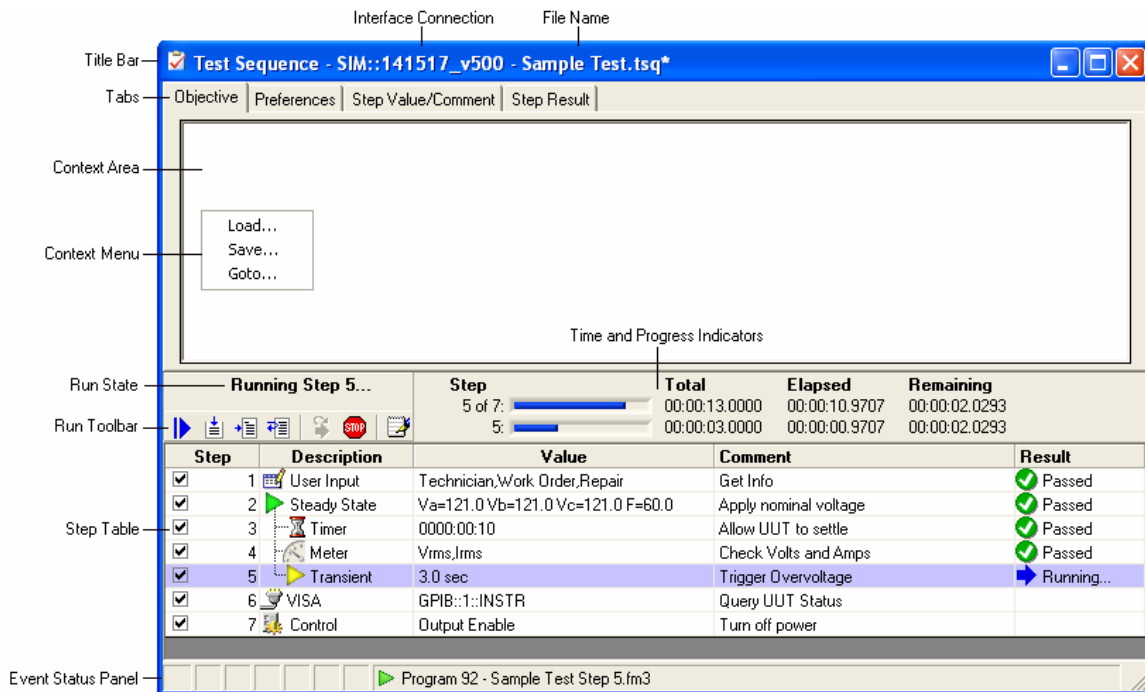 Interface Connection File Name
Title Bar Test Sequence - SIM::141517_v500 - Sample Test.tsq*
Tabs Objective Preferences Step Value/Comment Step Result
Context Area
Context Menu
Load...
Save...
Goto...
Time and Progress Indicators
Run State Running Step 5... Step Total Elapsed Remaining
5 of 7: 00:00:13.0000 00:00:10.9707 00:00:02.0293
Run Toolbar STOP 5: 00:00:03.0000 00:00:00.9707 00:00:02.0293
Step Description Value Comment Result
1 User Input Technician,Work Order,Repair Get Info Passed
2 Steady State Va=121.0 Vb=121.0 Vc=121.0 F=60.0 Apply nominal voltage Passed
Step Table 3 Timer 0000:00:10 Allow UUT to settle Passed
4 Meter Vrms,Irms Check Volts and Amps Passed
5 Transient 3.0 sec Trigger Overvoltage Running...
6 VISA GPIB::1::INSTR Query UUT Status
7 Control Output Enable Turn off power
Event Status Panel Program 92 - Sample Test Step 5.fm3